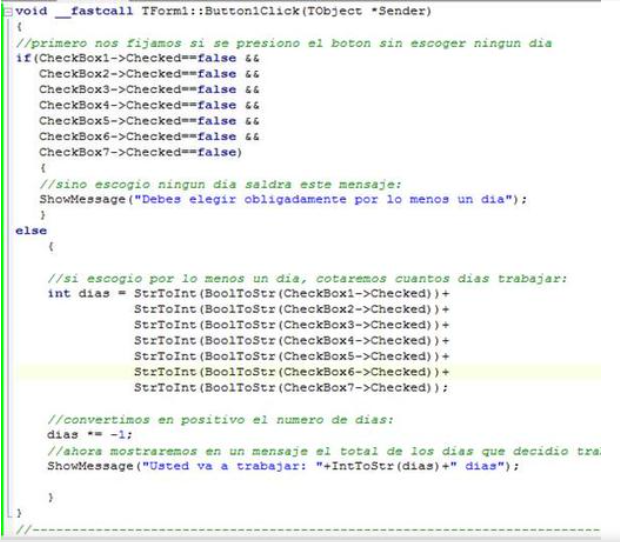 void __fastcall TForm1::Button1Click(TObject *Sender)
{
//primero nos fijamos si se presiono el boton sin escoger ningun dia
if(CheckBox1->Checked==false &&
CheckBox2->Checked==false &&
CheckBox3->Checked==false &&
CheckBox4->Checked==false &&
CheckBox5->Checked==false &&
CheckBox6->Checked==false &&
CheckBox7->Checked==false)
{
//sino escogio ningun dia saldra este mensaje:
ShowMessage("Debes elegir obligadamente por lo menos un dia");
}
else
{
//si escogio por lo menos un dia, cotaremos cuantos dias trabajar:
int dias = StrToInt(BoolToStr(CheckBox1->Checked))+
StrToInt(BoolToStr(CheckBox2->Checked))+
StrToInt(BoolToStr(CheckBox3->Checked))+
StrToInt(BoolToStr(CheckBox4->Checked))+
StrToInt(BoolToStr(CheckBox5->Checked))+
StrToInt(BoolToStr(CheckBox6->Checked))+
StrToInt(BoolToStr(CheckBox7->Checked));
//convertimos en positivo el numero de dias:
dias *= -1;
//ahora mostraremos en un mensaje el total de los dias que decidio tra
ShowMessage("Usted va a trabajar: "+IntToStr(dias)+" dias");
}
}
//---------------------------------------------------------------------------